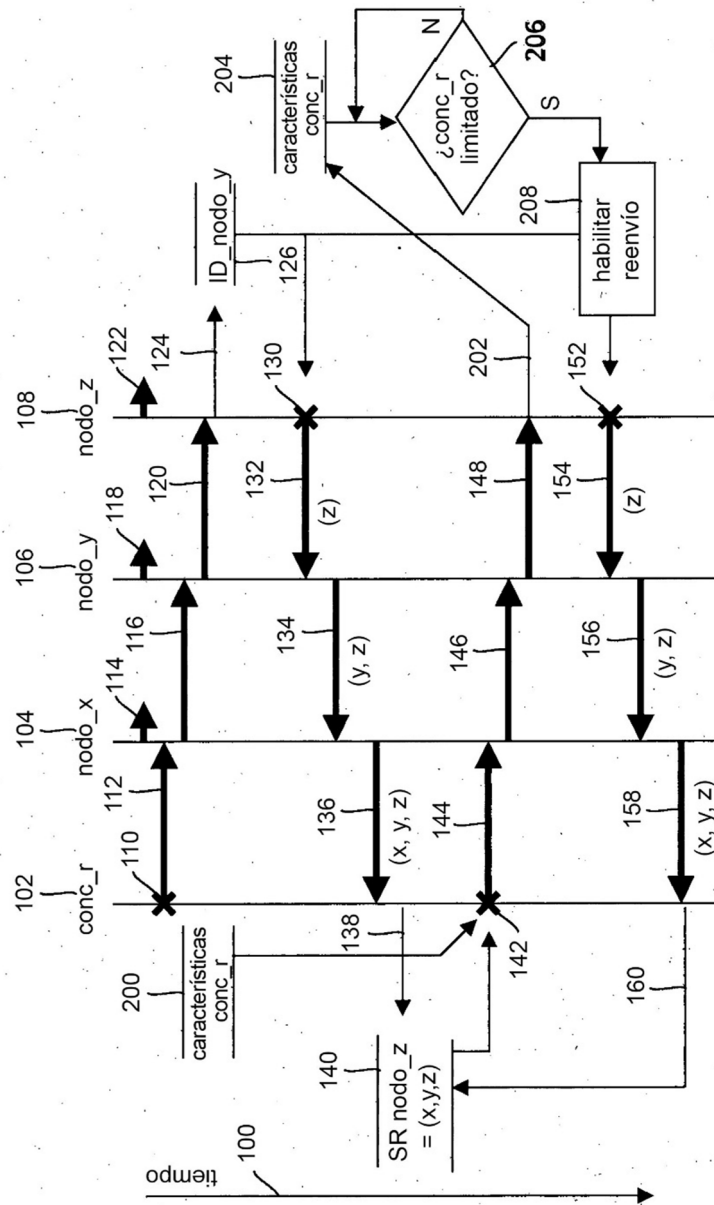 100
tiempo
102
conc_r
104
nodo_x
106
nodo_y
108
nodo_z
110
112
114
116
118
120
122
124
ID_nodo_y
126
130
132
(z)
134
(y, z)
136
(x, y, z)
138
200
características
conc_r
140
SR nodo_z
= (x,y,z)
142
144
146
148
202
204
características
conc_r
¿conc_r
limitado?
206
N
S
208
habilitar
reenvío
152
154
(z)
156
(y, z)
158
(x, y, z)
160